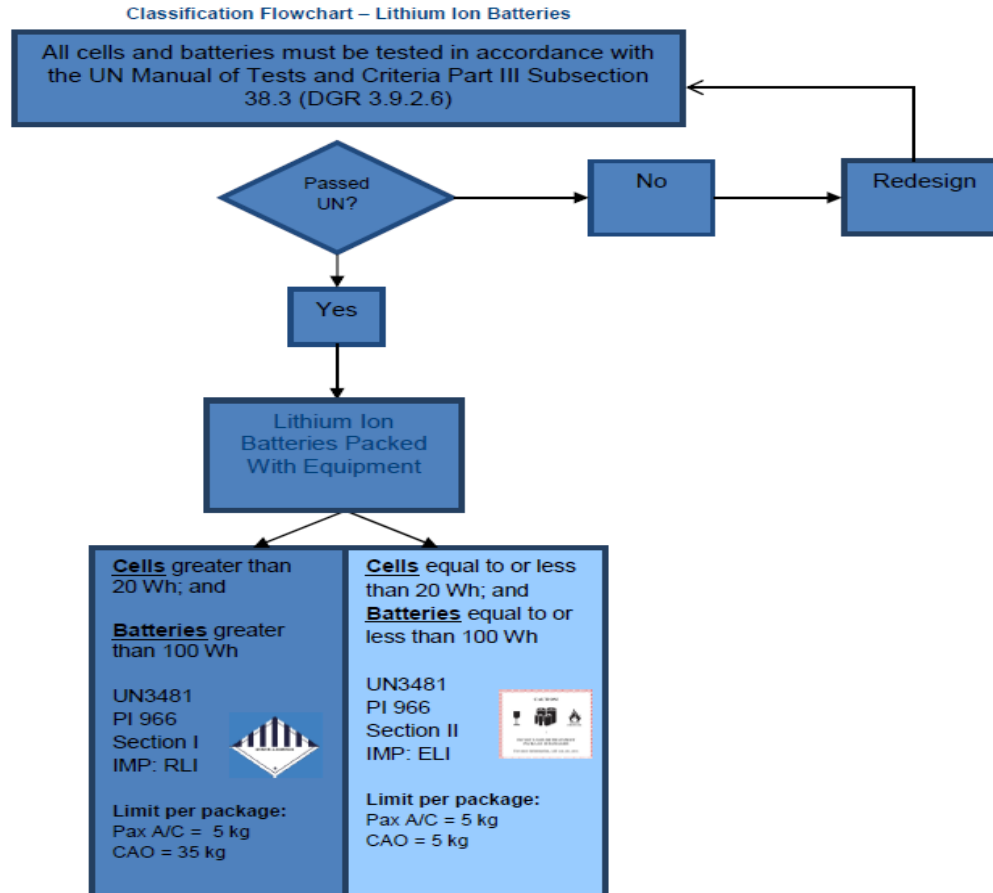 Classification Flowchart – Lithium Ion Batteries
All cells and batteries must be tested in accordance with
the UN Manual of Tests and Criteria Part III Subsection
38.3 (DGR 3.9.2.6)
Passed
UN?
No
Redesign
Yes
Lithium Ion
Batteries Packed
With Equipment
Cells greater than
20 Wh; and
Batteries greater
than 100 Wh
UN3481
PI 966
Section I
IMP: RLI
Limit per package:
Pax A/C = 5 kg
CAO = 35 kg
Cells equal to or less
than 20 Wh; and
Batteries equal to or
less than 100 Wh
UN3481
PI 966
Section II
IMP: ELI
Limit per package:
Pax A/C = 5 kg
CAO = 5 kg